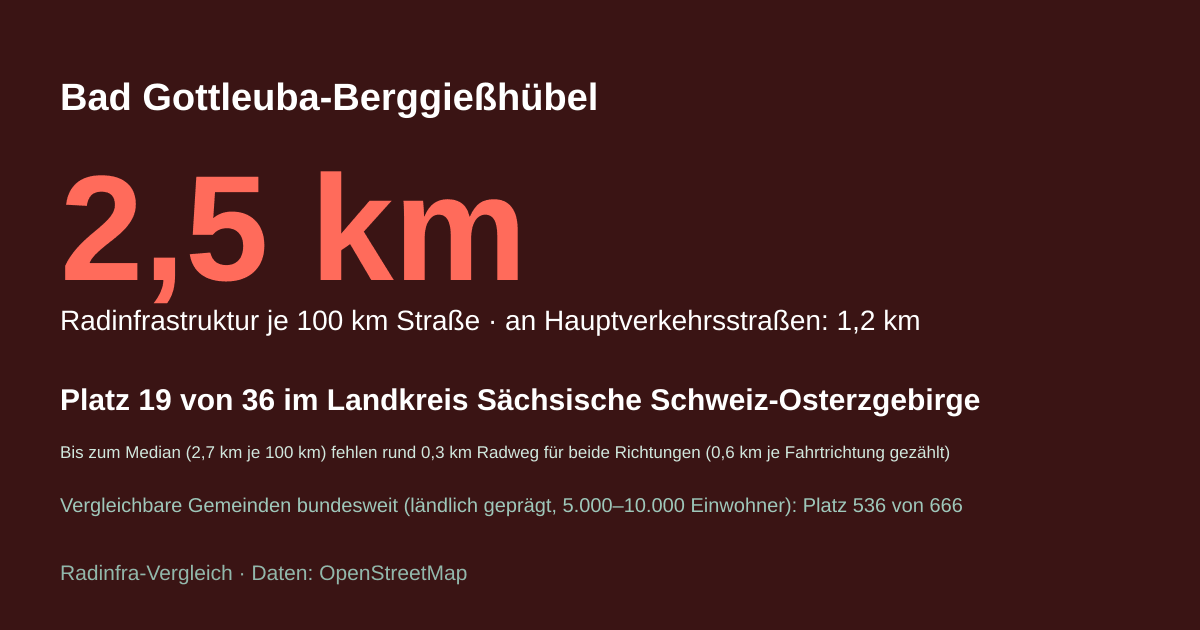 Bad Gottleuba-Berggießhübel
2,5 km
Radinfrastruktur je 100 km Straße · an Hauptverkehrsstraßen: 1,2 km
Platz 19 von 36 im Landkreis Sächsische Schweiz-Osterzgebirge
Bis zum Median (2,7 km je 100 km) fehlen rund 0,3 km Radweg für beide Richtungen (0,6 km je Fahrtrichtung gezählt)
Vergleichbare Gemeinden bundesweit (ländlich geprägt, 5.000–10.000 Einwohner): Platz 536 von 666
Radinfra-Vergleich · Daten: OpenStreetMap